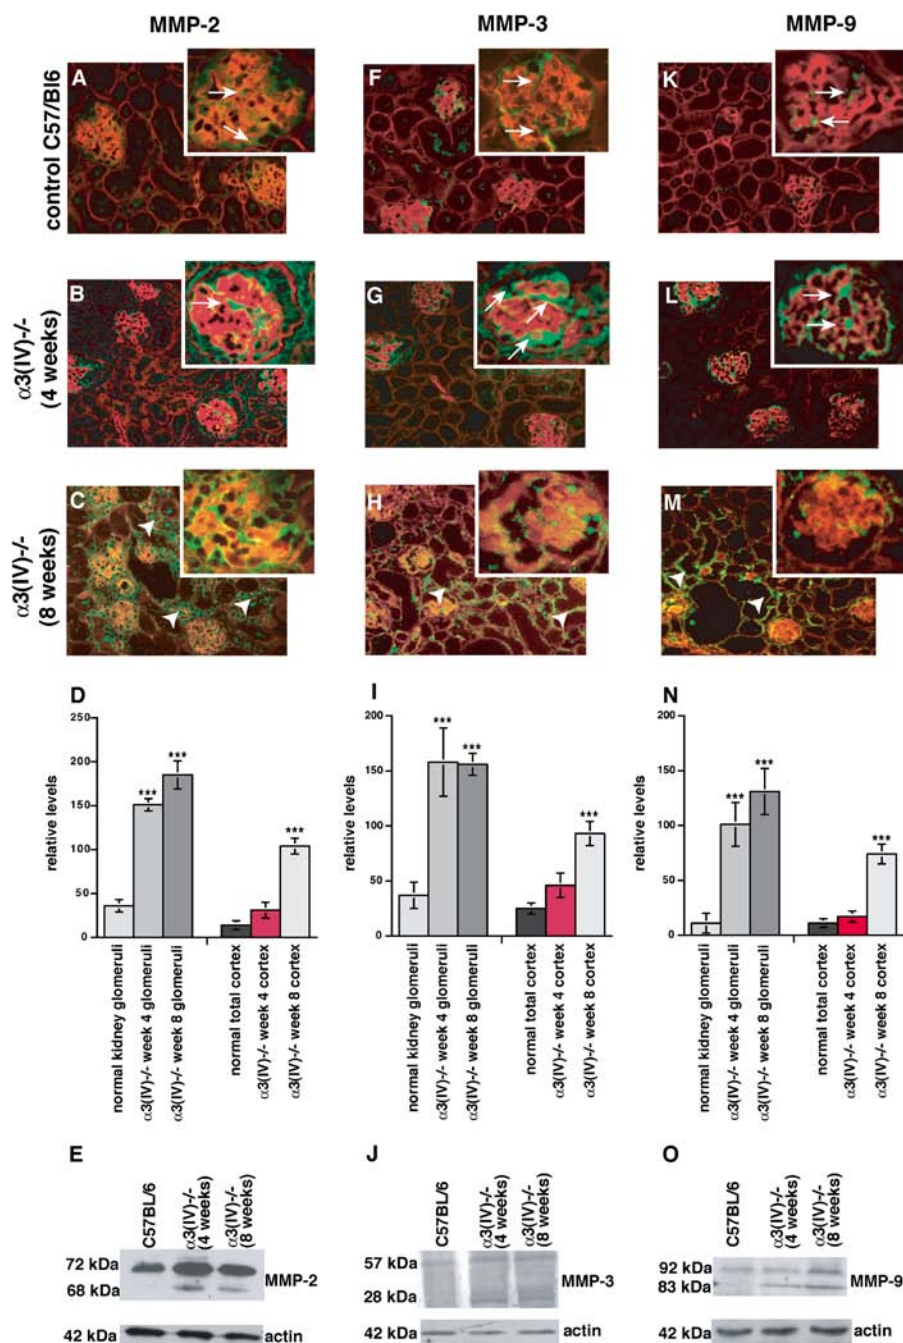 MMP-2 MMP-3 MMP-9
control C57/Bl6
A F K
α3(IV)-/-
(4 weeks)
B G L
α3(IV)-/-
(8 weeks)
C H M
D
relative levels
250
200
150
100
50
0
*** *** ***
normal kidney glomeruli
α3(IV)-/- week 4 glomeruli
α3(IV)-/- week 8 glomeruli
normal total cortex
α3(IV)-/- week 4 cortex
α3(IV)-/- week 8 cortex
I
relative levels
200
150
100
50
0
*** *** ***
normal kidney glomeruli
α3(IV)-/- week 4 glomeruli
α3(IV)-/- week 8 glomeruli
normal total cortex
α3(IV)-/- week 4 cortex
α3(IV)-/- week 8 cortex
N
relative levels
200
150
100
50
0
*** *** ***
normal kidney glomeruli
α3(IV)-/- week 4 glomeruli
α3(IV)-/- week 8 glomeruli
normal total cortex
α3(IV)-/- week 4 cortex
α3(IV)-/- week 8 cortex
E
C57BL/6
α3(IV)-/-
(4 weeks)
α3(IV)-/-
(8 weeks)
72 kDa
68 kDa
MMP-2
42 kDa actin
J
C57BL/6
α3(IV)-/-
(4 weeks)
α3(IV)-/-
(8 weeks)
57 kDa
28 kDa
MMP-3
42 kDa actin
O
C57BL/6
α3(IV)-/-
(4 weeks)
α3(IV)-/-
(8 weeks)
92 kDa
83 kDa
MMP-9
42 kDa actin